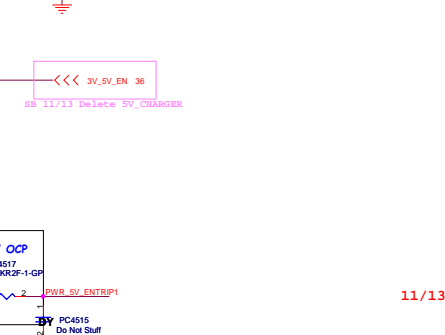 3V_5V_EN 36
SB 11/13 Delete 5V_CHARGER
OCP
4517
KR2F-1-GP
2
PWR_5V_ENTRIP1
11/13
1
DY
PC4515
Do Not Stuff
2